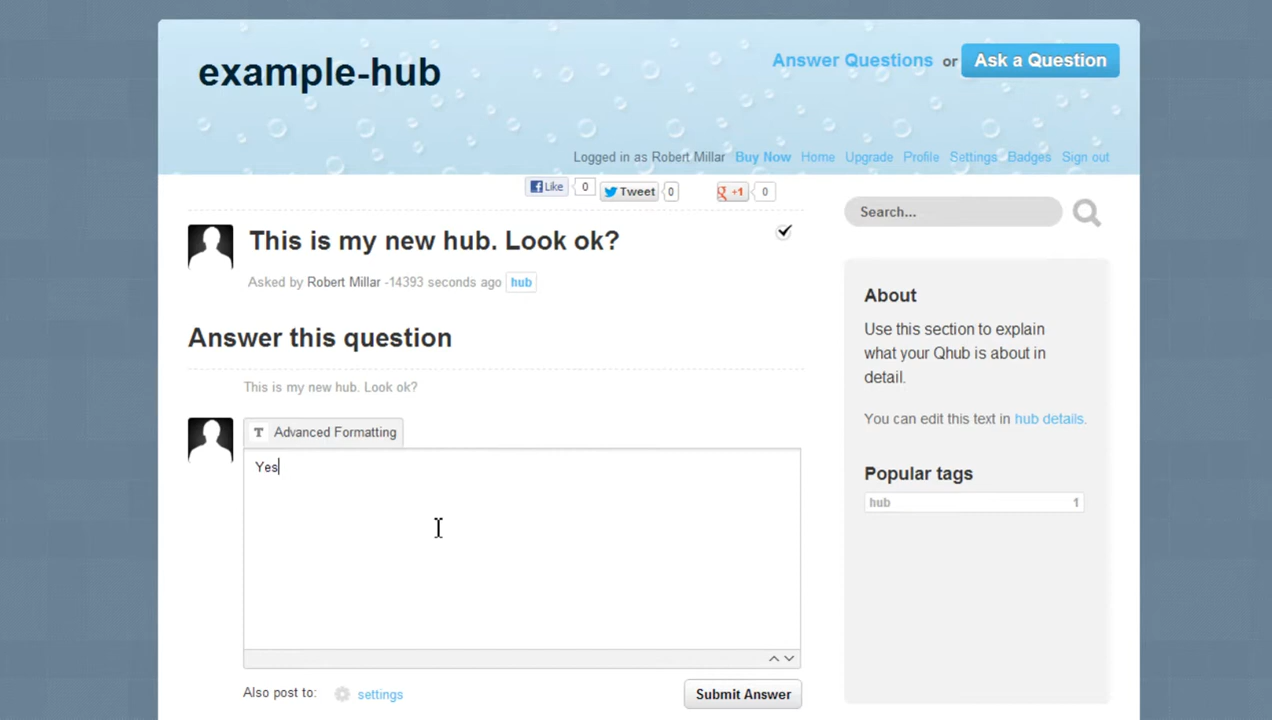 example-hub
Answer Questions or Ask a Question
Logged in as Robert Millar Buy Now Home Upgrade Profile Settings Badges Sign out
Like 0 Tweet 0 +1 0
Search...
This is my new hub. Look ok?
Asked by Robert Millar -14393 seconds ago hub
Answer this question
This is my new hub. Look ok?
T Advanced Formatting
Yes
Also post to: settings
Submit Answer
About
Use this section to explain
what your Qhub is about in
detail.
You can edit this text in hub details.
Popular tags
hub 1